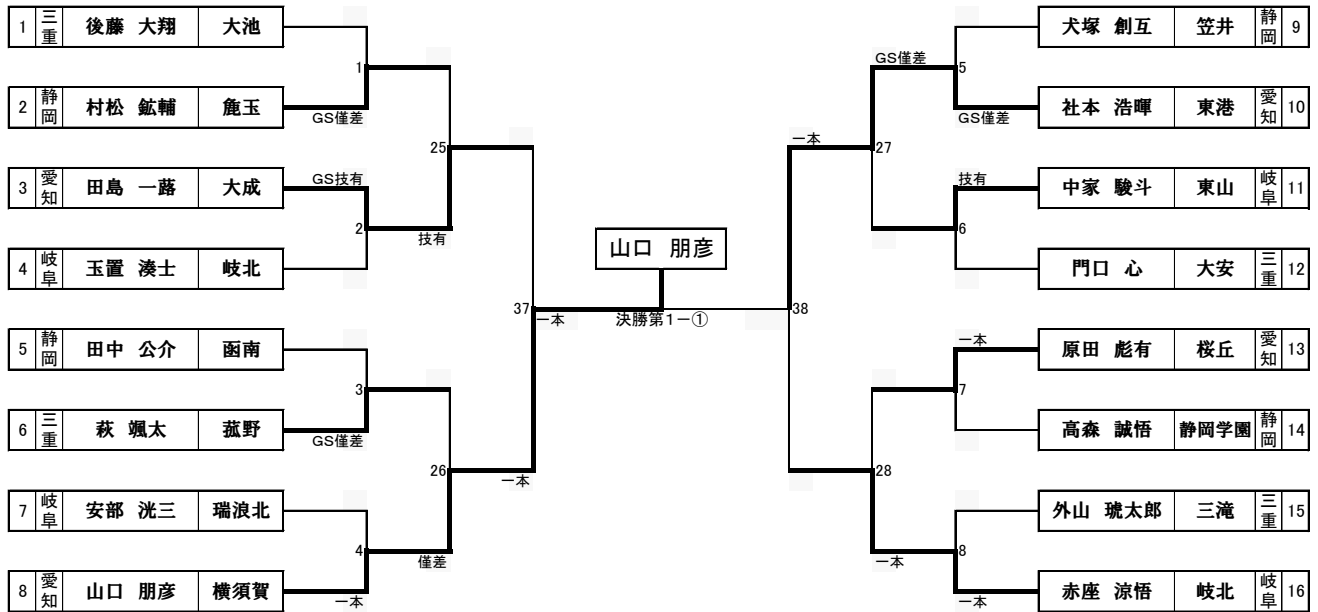 1 三重 後藤 大翔 大池
2 静岡 村松 鉱輔 麁玉
3 愛知 田島 一蕗 大成
4 岐阜 玉置 湊士 岐北
5 静岡 田中 公介 函南
6 三重 萩 颯太 菰野
7 岐阜 安部 洸三 瑞浪北
8 愛知 山口 朋彦 横須賀
1
GS僅差
25
GS技有
2
技有
3
GS僅差
26
一本
4
僅差
一本
37
一本
山口 朋彦
決勝第1-①
38
一本
GS僅差
5
GS僅差
27
技有
6
一本
7
28
一本
8
一本
犬塚 創互 笠井 静岡 9
社本 浩暉 東港 愛知 10
中家 駿斗 東山 岐阜 11
門口 心 大安 三重 12
原田 彪有 桜丘 愛知 13
高森 誠悟 静岡学園 静岡 14
外山 琥太郎 三滝 三重 15
赤座 涼悟 岐北 岐阜 16